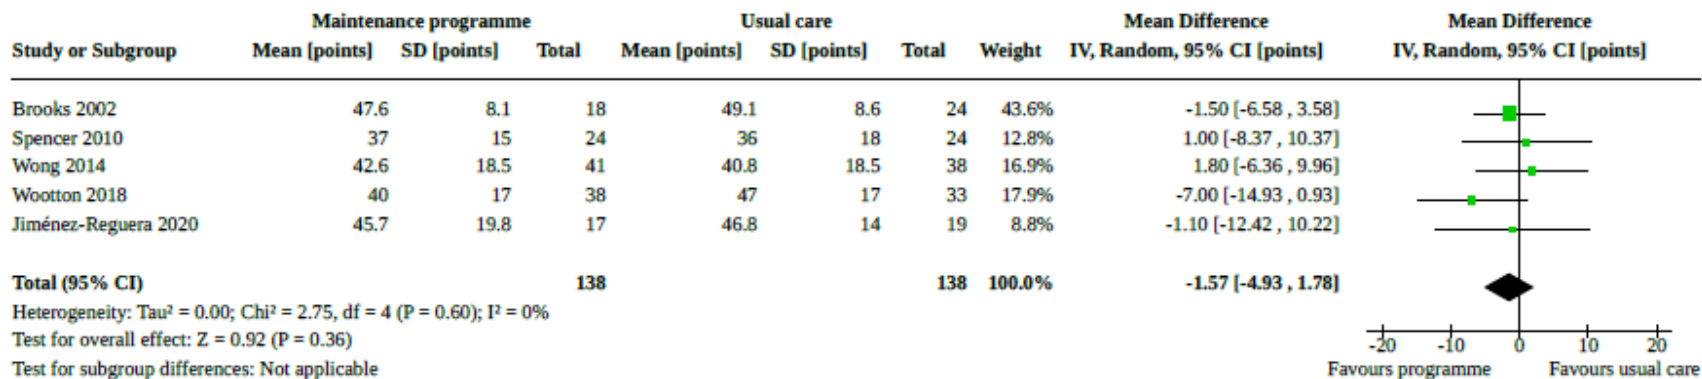 Maintenance programme Usual care Mean Difference Mean Difference
Study or Subgroup Mean [points] SD [points] Total Mean [points] SD [points] Total Weight IV, Random, 95% CI [points] IV, Random, 95% CI [points]
Brooks 2002 47.6 8.1 18 49.1 8.6 24 43.6% -1.50 [-6.58 , 3.58]
Spencer 2010 37 15 24 36 18 24 12.8% 1.00 [-8.37 , 10.37]
Wong 2014 42.6 18.5 41 40.8 18.5 38 16.9% 1.80 [-6.36 , 9.96]
Wootton 2018 40 17 38 47 17 33 17.9% -7.00 [-14.93 , 0.93]
Jiménez-Reguera 2020 45.7 19.8 17 46.8 14 19 8.8% -1.10 [-12.42 , 10.22]
Total (95% CI) 138 138 100.0% -1.57 [-4.93 , 1.78]
Heterogeneity: Tau² = 0.00; Chi² = 2.75, df = 4 (P = 0.60); I² = 0%
Test for overall effect: Z = 0.92 (P = 0.36)
Test for subgroup differences: Not applicable
-20 -10 0 10 20
Favours programme Favours usual care